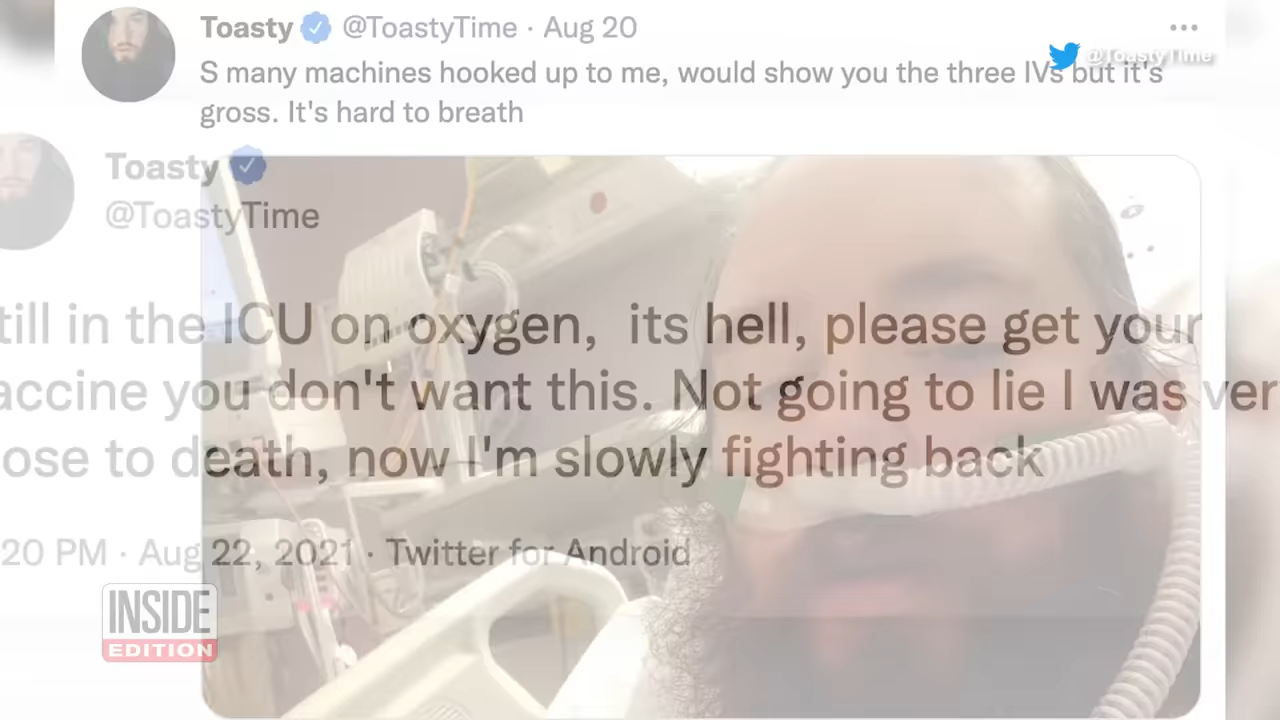 Toasty @ToastyTime · Aug 20
@ToastyTime
S many machines hooked up to me, would show you the three IVs but it's
gross. It's hard to breath
Toasty
@ToastyTime
till in the ICU on oxygen, its hell, please get your
accine you don't want this. Not going to lie I was ver
ose to death, now I'm slowly fighting back
20 PM · Aug 22, 2021 · Twitter for Android
INSIDE
EDITION